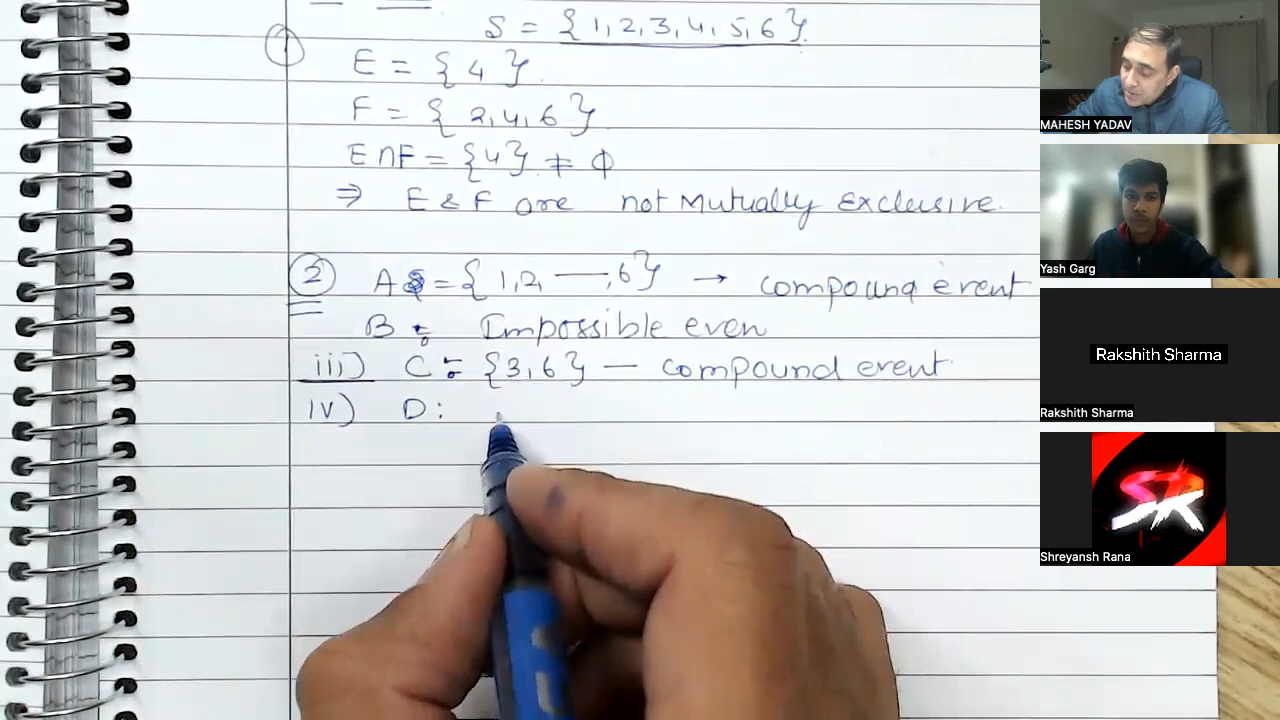 S = { 1, 2, 3, 4, 5, 6 }.
1
E = { 4 }.
F = { 2, 4, 6 }
E ∩ F = { 4 } ≠ ϕ
⇒ E & F are not Mutually Exclusive.
2 A = { 1, 2, —, 6 } → compound event
B : Impossible even
iii) C : { 3, 6 } — compound event.
iv) D :
MAHESH YADAV
Yash Garg
Rakshith Sharma
Rakshith Sharma
SR
Shreyansh Rana